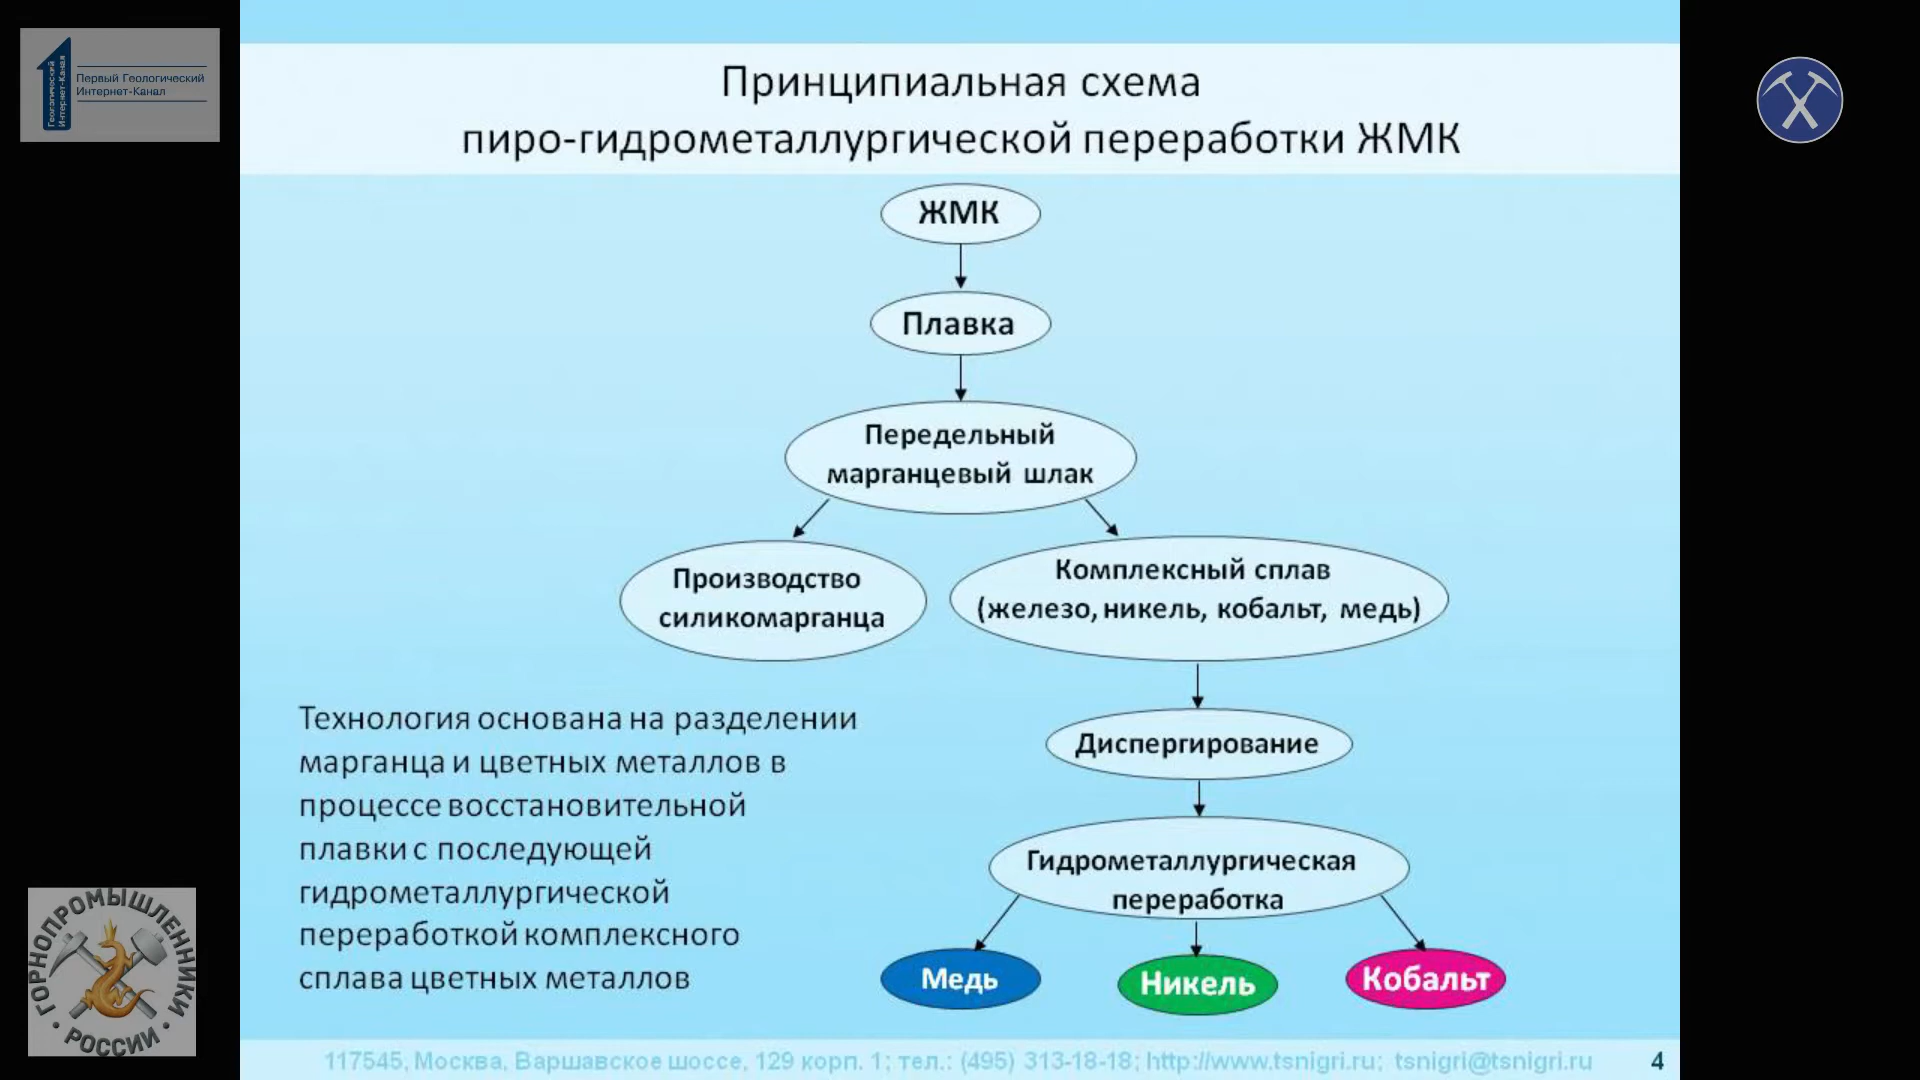 Геологический
Интернет-Канал
Первый Геологический
Интернет-Канал
Принципиальная схема
пиро-гидрометаллургической переработки ЖМК
ЖМК
Плавка
Передельный
марганцевый шлак
Производство
силикомарганца
Комплексный сплав
(железо, никель, кобальт, медь)
Технология основана на разделении
марганца и цветных металлов в
процессе восстановительной
плавки с последующей
гидрометаллургической
переработкой комплексного
сплава цветных металлов
Диспергирование
Гидрометаллургическая
переработка
Медь
Никель
Кобальт
ГОРНОПРОМЫШЛЕННИКИ
• РОССИИ •
117545, Москва, Варшавское шоссе, 129 корп. 1; тел.: (495) 313-18-18; http://www.tsnigri.ru; tsnigri@tsnigri.ru
4